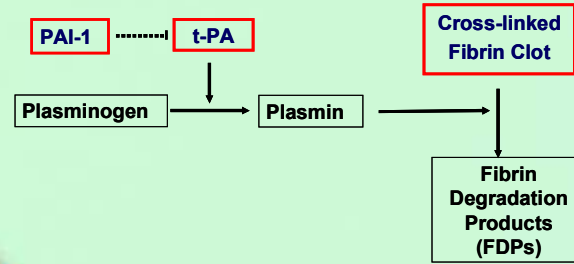 PAI-1
t-PA
Cross-linked
Fibrin Clot
Plasminogen
Plasmin
Fibrin
Degradation
Products
(FDPs)